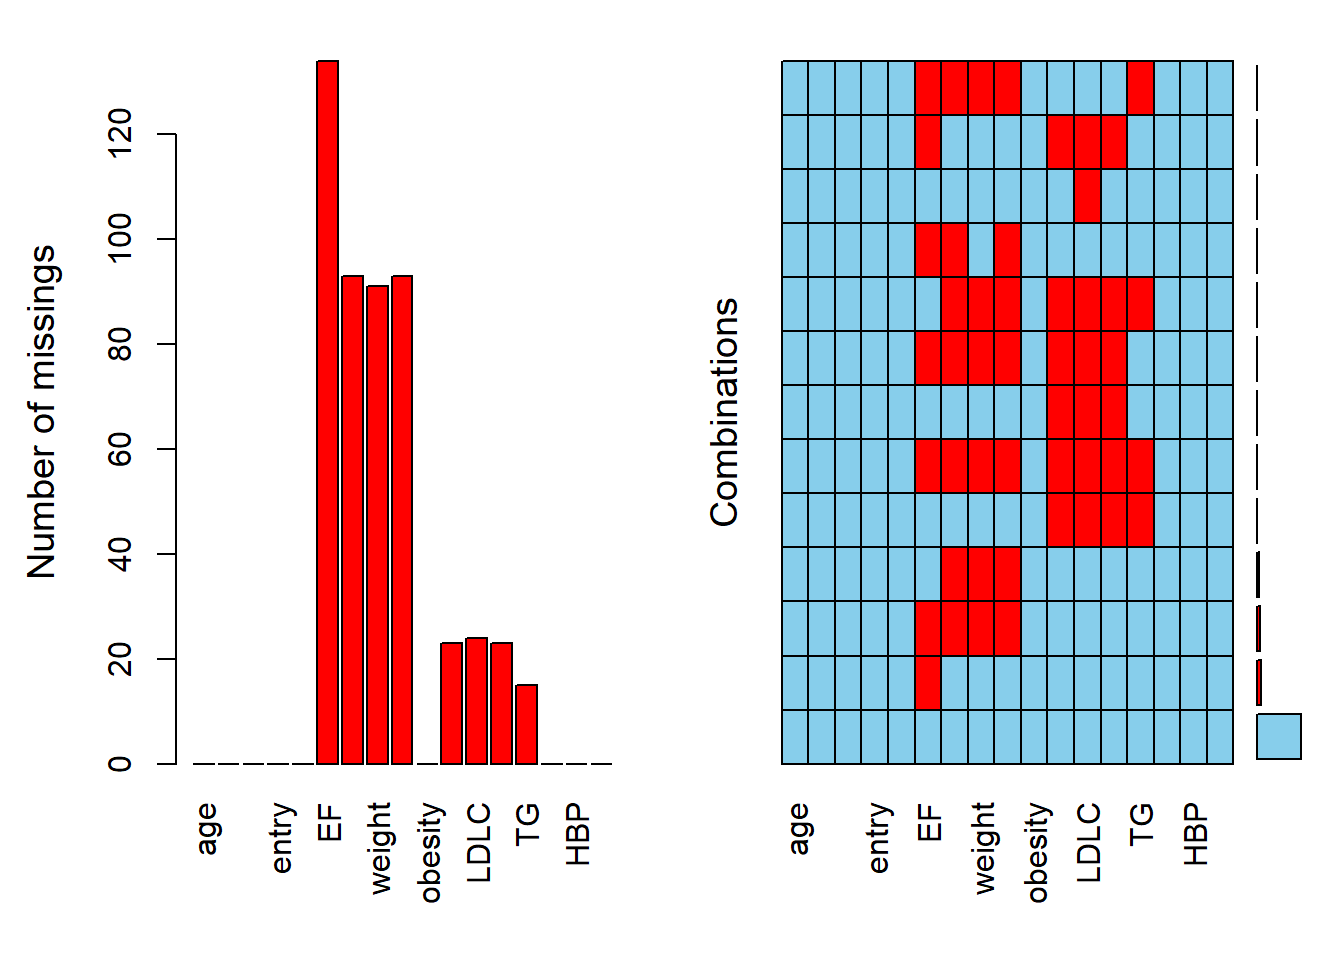 Number of missings
120
100
80
60
40
20
0
age
entry
EF
weight
obesity
LDLC
TG
HBP
Combinations
age
entry
EF
weight
obesity
LDLC
TG
HBP